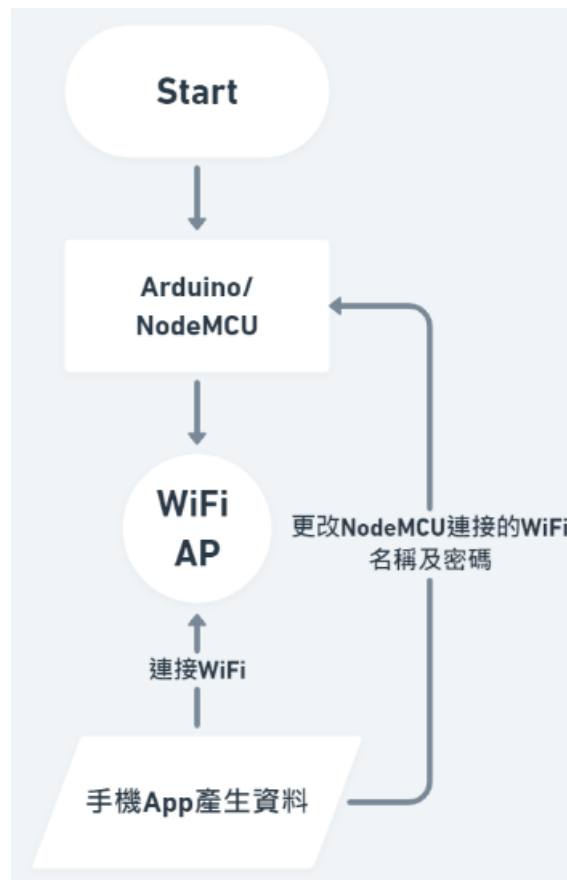 Start
Arduino/
NodeMCU
WiFi
AP
更改NodeMCU連接的WiFi
名稱及密碼
連接WiFi
手機App產生資料